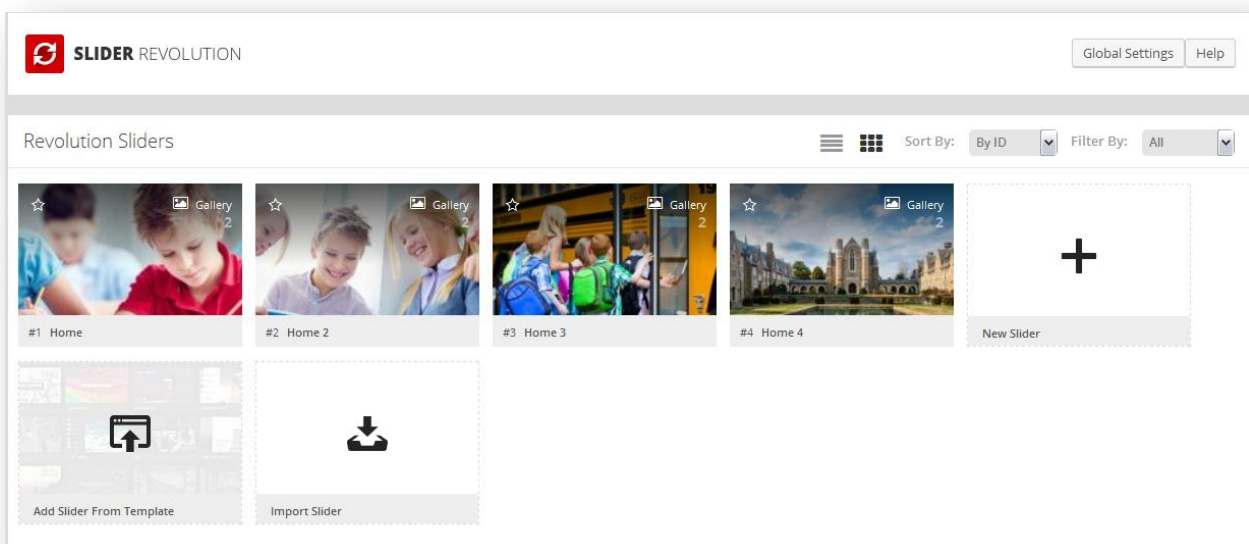 SLIDER REVOLUTION
Global Settings Help
Revolution Sliders
Sort By: By ID Filter By: All
Gallery
2
#1 Home
Gallery
2
#2 Home 2
Gallery
2
#3 Home 3
Gallery
2
#4 Home 4
New Slider
Add Slider From Template
Import Slider